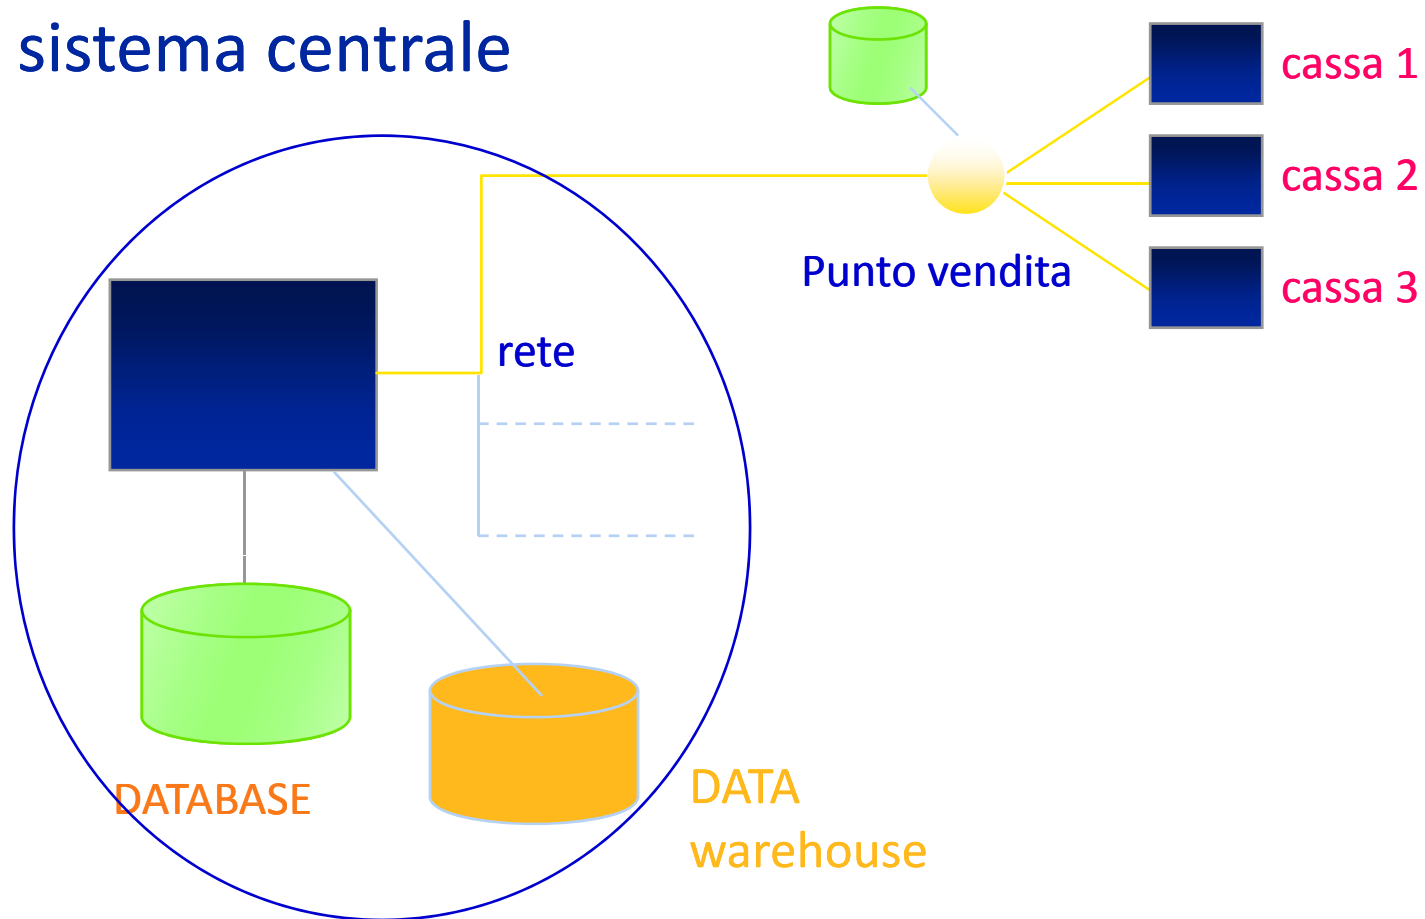 sistema centrale
cassa 1
cassa 2
Punto vendita
cassa 3
rete
DATABASE
DATA
warehouse